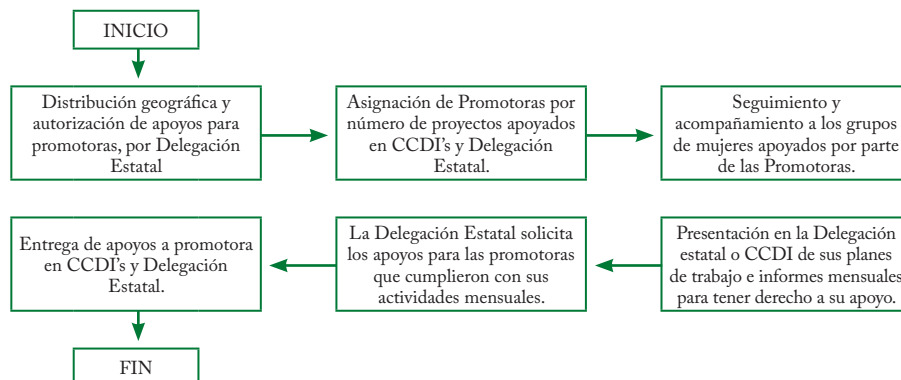 INICIO
Distribución geográfica y
autorización de apoyos para
promotoras, por Delegación
Estatal
Asignación de Promotoras por
número de proyectos apoyados
en CCDI’s y Delegación
Estatal.
Seguimiento y
acompañamiento a los grupos
de mujeres apoyados por parte
de las Promotoras.
Presentación en la Delegación
estatal o CCDI de sus planes
de trabajo e informes mensuales
para tener derecho a su apoyo.
La Delegación Estatal solicita
los apoyos para las promotoras
que cumplieron con sus
actividades mensuales.
Entrega de apoyos a promotora
en CCDI’s y Delegación
Estatal.
FIN